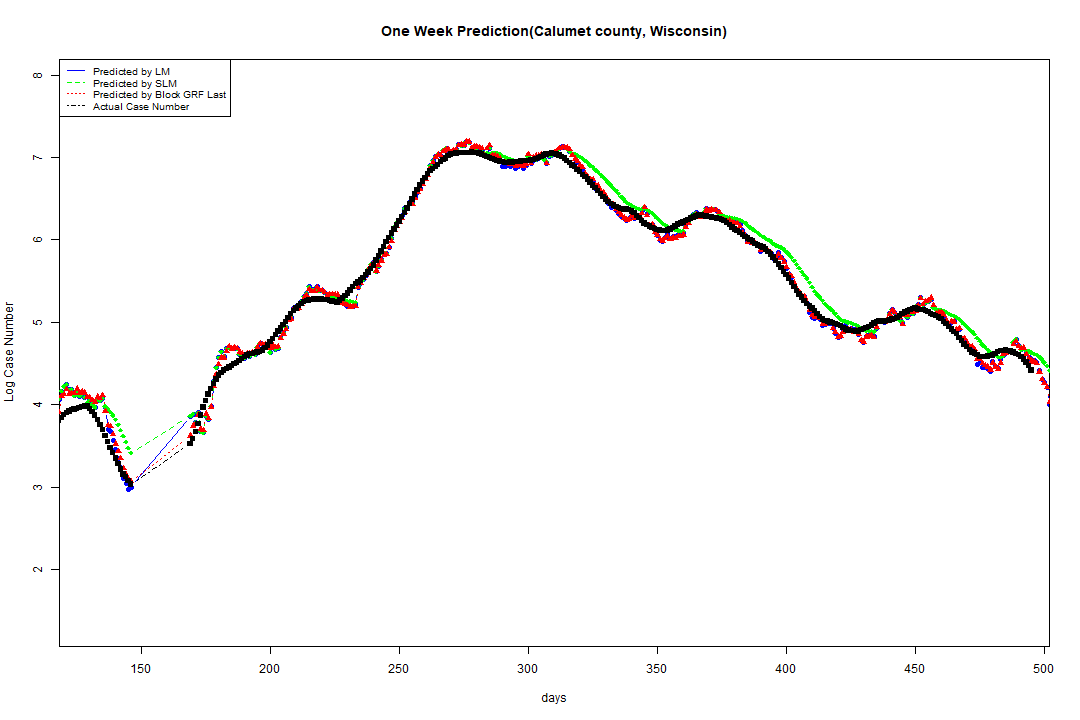 One Week Prediction(Calumet county, Wisconsin)
Predicted by LM
Predicted by SLM
Predicted by Block GRF Last
Actual Case Number
8
7
6
5
4
3
2
Log Case Number
150 200 250 300 350 400 450 500
days